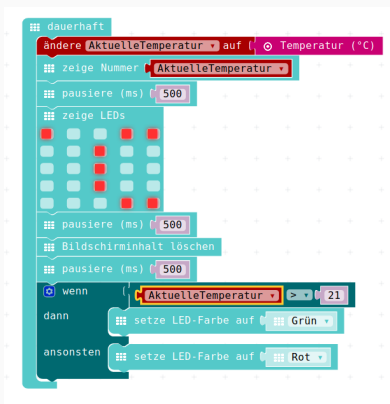 dauerhaft
ändere AktuelleTemperatur auf Temperatur (°C)
zeige Nummer AktuelleTemperatur
pausiere (ms) 500
zeige LEDs
pausiere (ms) 500
Bildschirminhalt löschen
pausiere (ms) 500
wenn AktuelleTemperatur > 21
dann setze LED-Farbe auf Grün
ansonsten setze LED-Farbe auf Rot